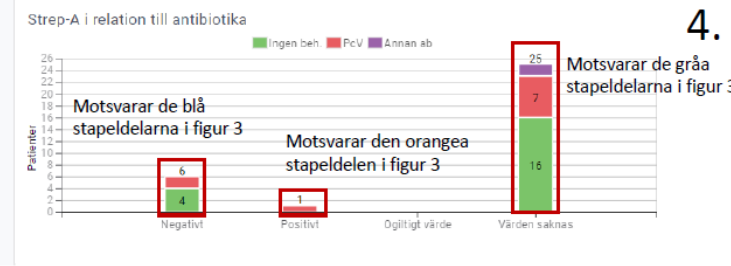 Strep-A i relation till antibiotika
4.
Ingen beh. PcV Annan ab
26
24
22
20
18
16
14
12
10
8
6
4
2
0
Patienter
Motsvarar de blå
stapeldelarna i figur 3
Motsvarar den orangea
stapeldelen i figur 3
Motsvarar de gråa
stapeldelarna i figur 3
6
4
1
25
7
16
Negativt Positivt Ogiltigt värde Värden saknas